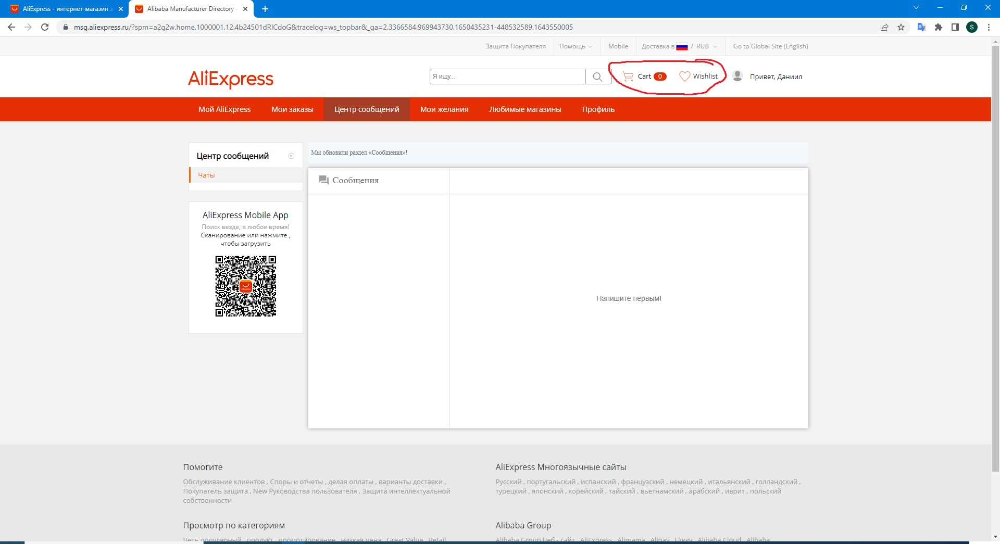 AliExpress - интернет-магазин э
Alibaba Manufacturer Directory -
msg.aliexpress.ru/?spm=a2g2w.home.1000001.12.4b24501dRlCdoG&tracelog=ws_topbar&_ga=2.3366584.969943730.1650435231-448532589.1643550005
S
Защита Покупателя
Помощь
Mobile
Доставка в / RUB
Go to Global Site (English)
AliExpress
Я ищу...
Cart 0
Wishlist
Привет, Даниил
Мой AliExpress
Мои заказы
Центр сообщений
Мои желания
Любимые магазины
Профиль
Центр сообщений
Чаты
AliExpress Mobile App
Поиск везде, в любое время!
Сканирование или нажмите ,
чтобы загрузить
Мы обновили раздел «Сообщения»!
Сообщения
Напишите первым!
Помогите
Обслуживание клиентов , Споры и отчеты , делая оплаты , варианты доставки ,
Покупатель защита , New Руководства пользователя , Защита интеллектуальной
собственности
AliExpress Многоязычные сайты
Русский , португальский , испанский , французский , немецкий , итальянский , голландский ,
турецкий , японский , корейский , тайский , вьетнамский , арабский , иврит , польский
Просмотр по категориям
Весь популярный , продукт , промотирование , низкая цена , Great Value , Retail
Alibaba Group
Alibaba Group Веб - сайт , AliExpress , Alimama , Alipay , Fliggy , Alibaba Cloud , Alibaba